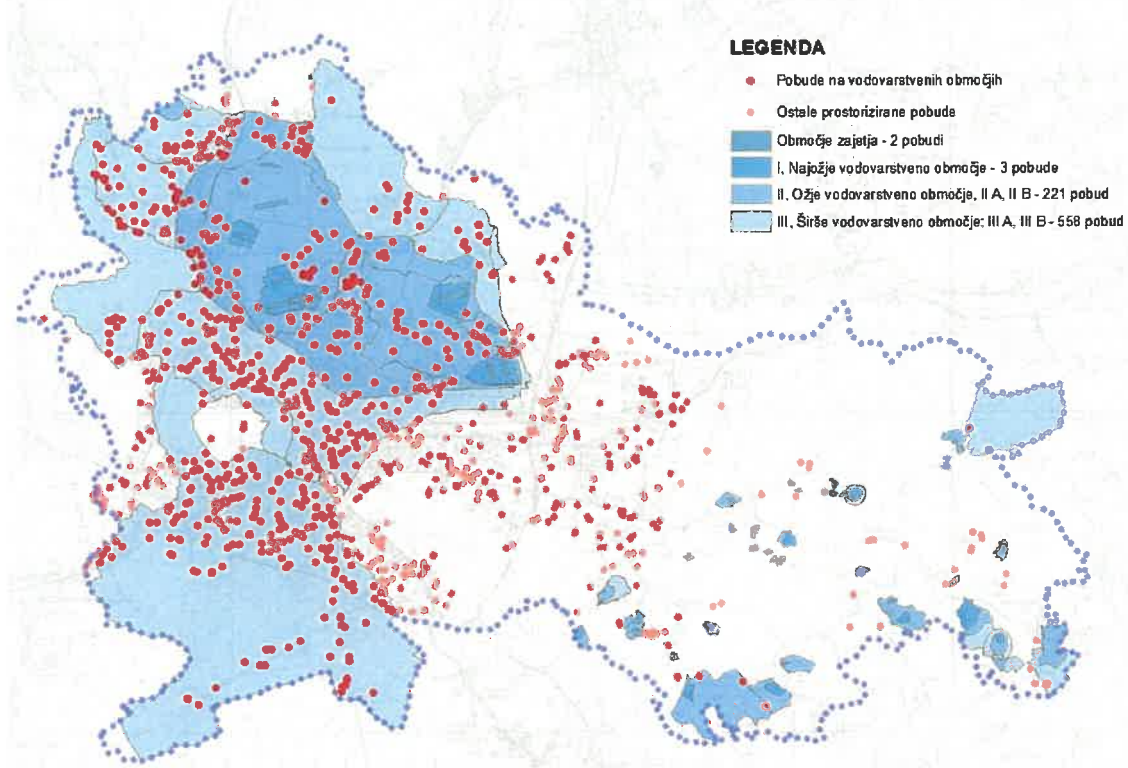 LEGENDA
Pobude na vodovarstvenih območjih
Ostale prostorizirane pobude
Območje zajetja - 2 pobudi
I, Najožje vodovarstveno območje - 3 pobude
II, Ožje vodovarstveno območje, II A, II B - 221 pobud
III, Širše vodovarstveno območje; III A, III B - 558 pobud